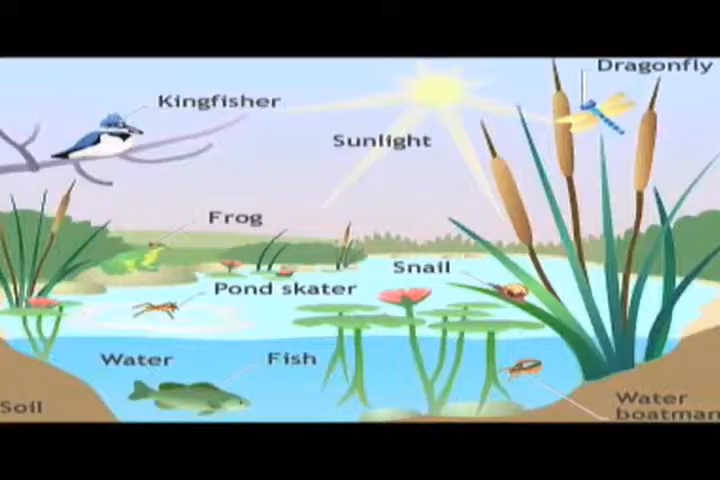 Dragonfly
Kingfisher
Sunlight
Frog
Snail
Pond skater
Water
Fish
Soil
Water
boatman